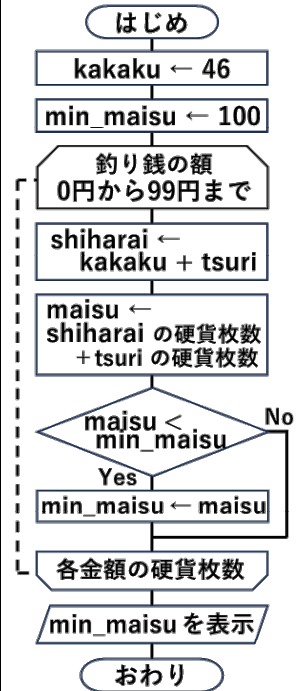 はじめ
kakaku ← 46
min_maisu ← 100
釣り銭の額
0円から99円まで
shiharai ←
kakaku + tsuri
maisu ←
shiharai の硬貨枚数
+tsuri の硬貨枚数
maisu <
min_maisu
No
Yes
min_maisu ← maisu
各金額の硬貨枚数
min_maisu を表示
おわり